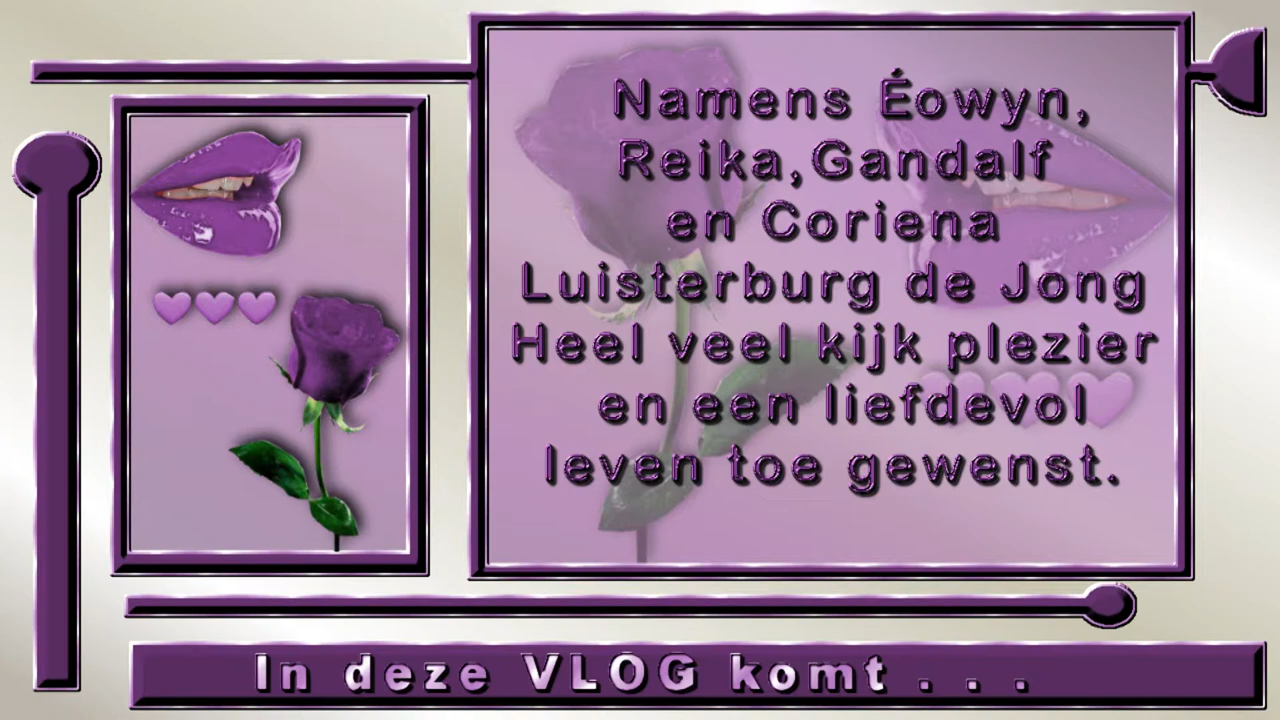 Namens Éowyn,
Reika,Gandalf
en Coriena
Luisterburg de Jong
Heel veel kijk plezier
en een liefdevol
leven toe gewenst.
In deze VLOG komt . . .